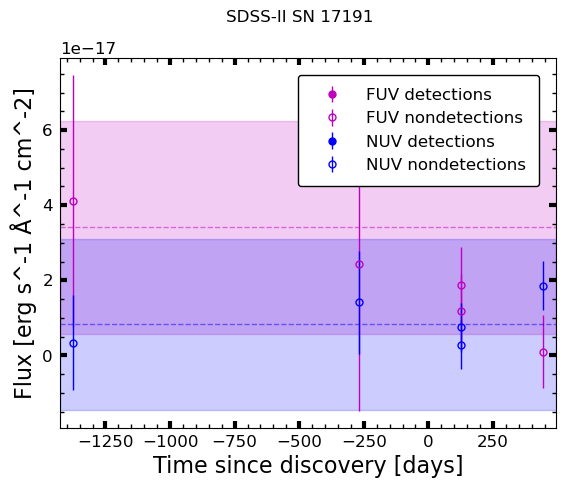 SDSS-II SN 17191
1e−17
FUV detections
FUV nondetections
NUV detections
NUV nondetections
Flux [erg s^-1 Å^-1 cm^-2]
6
4
2
0
−1250 −1000 −750 −500 −250 0 250
Time since discovery [days]